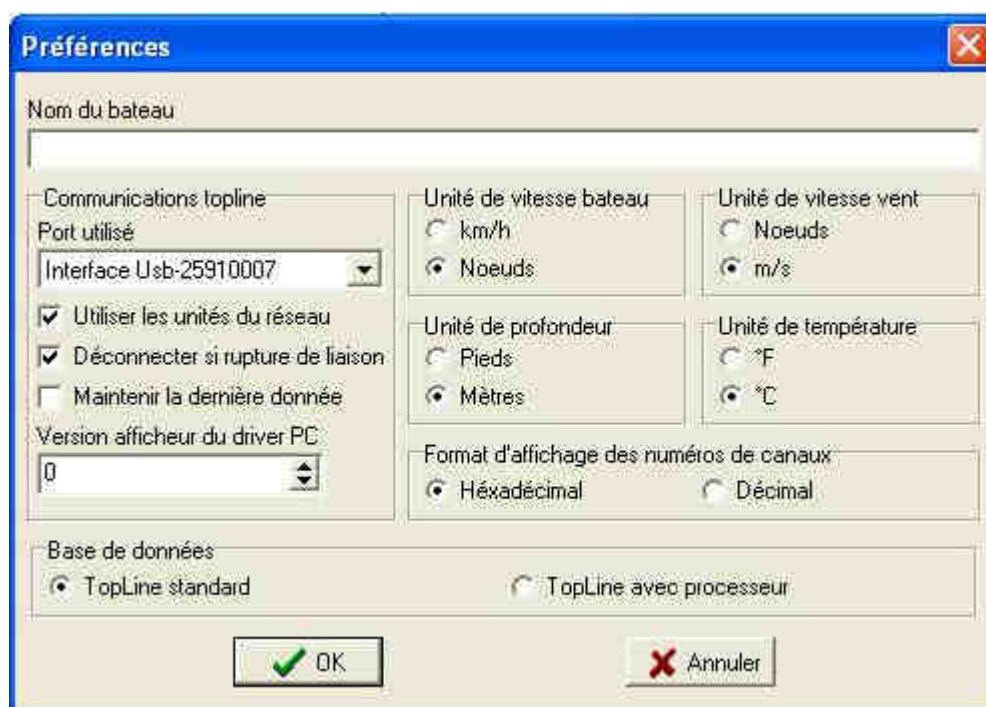 Préférences
Nom du bateau
Communications topline
Port utilisé
Interface Usb-25910007
Utiliser les unités du réseau
Déconnecter si rupture de liaison
Maintenir la dernière donnée
Version afficheur du driver PC
0
Unité de vitesse bateau
km/h
Noeuds
Unité de vitesse vent
Noeuds
m/s
Unité de profondeur
Pieds
Mètres
Unité de température
°F
°C
Format d'affichage des numéros de canaux
Héxadécimal
Décimal
Base de données
TopLine standard
TopLine avec processeur
OK
Annuler